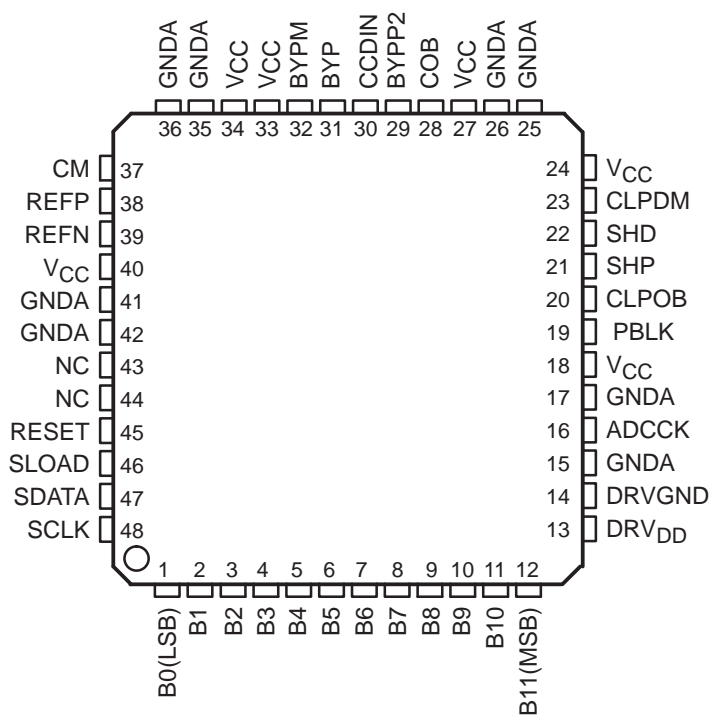 GNDA
GNDA
VCC
VCC
BYPM
BYP
CCDIN
BYPP2
COB
VCC
GNDA
GNDA
36 35 34 33 32 31 30 29 28 27 26 25
CM 37
REFP 38
REFN 39
VCC 40
GNDA 41
GNDA 42
NC 43
NC 44
RESET 45
SLOAD 46
SDATA 47
SCLK 48
24 VCC
23 CLPDM
22 SHD
21 SHP
20 CLPOB
19 PBLK
18 VCC
17 GNDA
16 ADCCK
15 GNDA
14 DRVGND
13 DRVDD
1 2 3 4 5 6 7 8 9 10 11 12
B0(LSB)
B1
B2
B3
B4
B5
B6
B7
B8
B9
B10
B11(MSB)